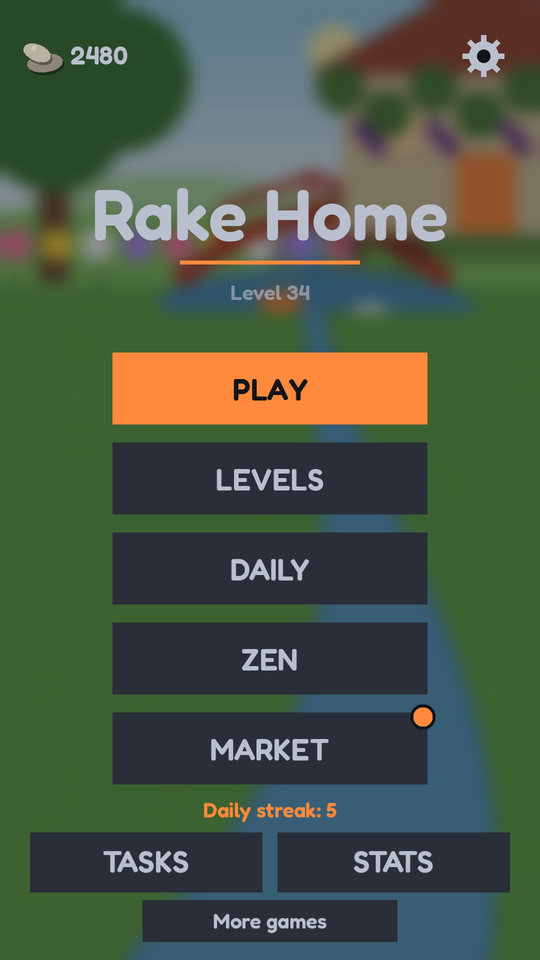 2480
Rake Home
Level 34
PLAY
LEVELS
DAILY
ZEN
MARKET
Daily streak: 5
TASKS
STATS
More games